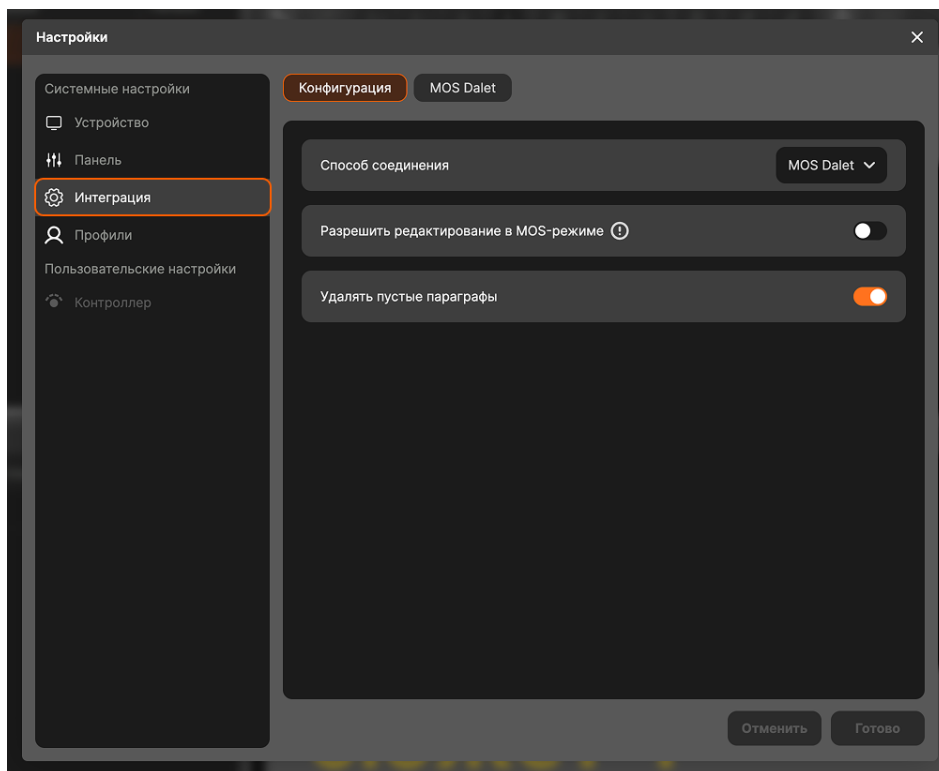 Настройки
Системные настройки
Устройство
Панель
Интеграция
Профили
Пользовательские настройки
Контроллер
Конфигурация
MOS Dalet
Способ соединения
MOS Dalet
Разрешить редактирование в MOS-режиме
Удалять пустые параграфы
Отменить
Готово